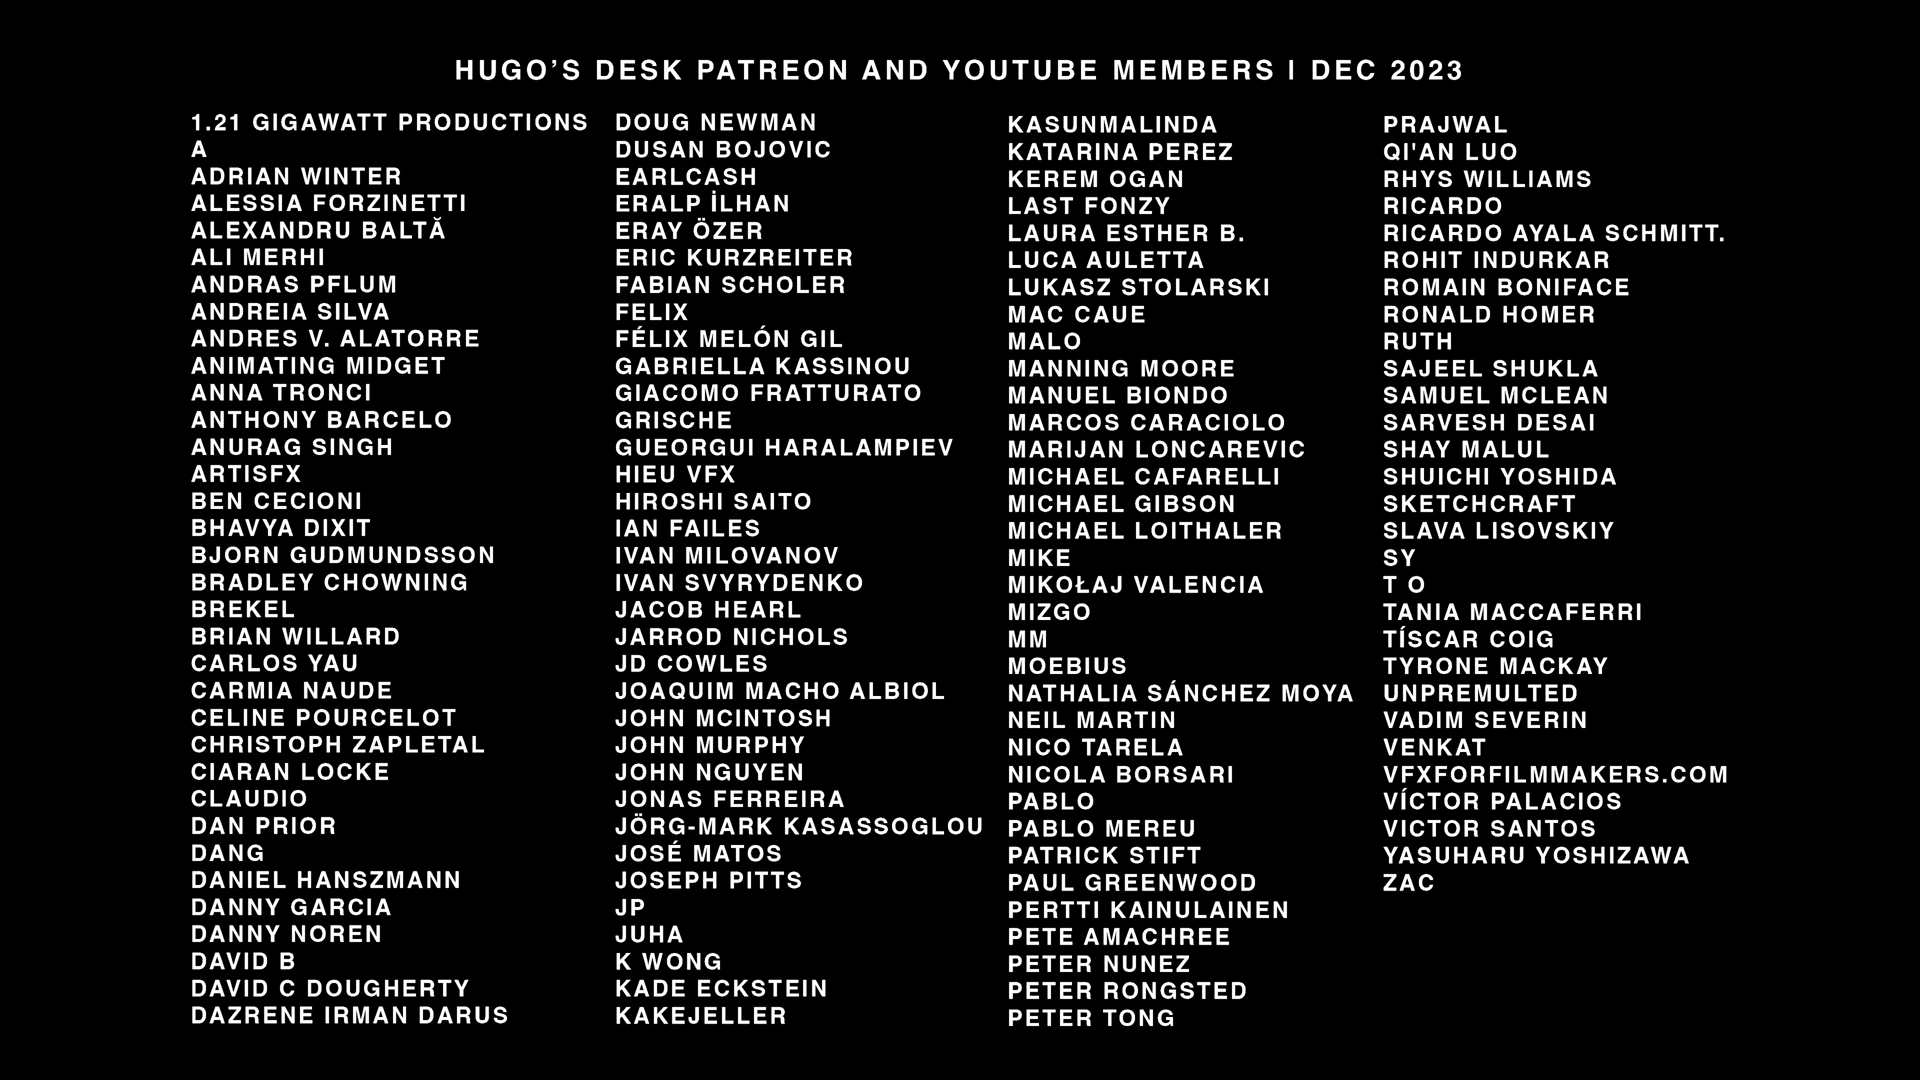 HUGO’S DESK PATREON AND YOUTUBE MEMBERS | DEC 2023
1.21 GIGAWATT PRODUCTIONS
A
ADRIAN WINTER
ALESSIA FORZINETTI
ALEXANDRU BALTĂ
ALI MERHI
ANDRAS PFLUM
ANDREIA SILVA
ANDRES V. ALATORRE
ANIMATING MIDGET
ANNA TRONCI
ANTHONY BARCELO
ANURAG SINGH
ARTISFX
BEN CECIONI
BHAVYA DIXIT
BJORN GUDMUNDSSON
BRADLEY CHOWNING
BREKEL
BRIAN WILLARD
CARLOS YAU
CARMIA NAUDE
CELINE POURCELOT
CHRISTOPH ZAPLETAL
CIARAN LOCKE
CLAUDIO
DAN PRIOR
DANG
DANIEL HANSZMANN
DANNY GARCIA
DANNY NOREN
DAVID B
DAVID C DOUGHERTY
DAZRENE IRMAN DARUS
DOUG NEWMAN
DUSAN BOJOVIC
EARLCASH
ERALP İLHAN
ERAY ÖZER
ERIC KURZREITER
FABIAN SCHOLER
FELIX
FÉLIX MELÓN GIL
GABRIELLA KASSINOU
GIACOMO FRATTURATO
GRISCHE
GUEORGUI HARALAMPIEV
HIEU VFX
HIROSHI SAITO
IAN FAILES
IVAN MILOVANOV
IVAN SVYRYDENKO
JACOB HEARL
JARROD NICHOLS
JD COWLES
JOAQUIM MACHO ALBIOL
JOHN MCINTOSH
JOHN MURPHY
JOHN NGUYEN
JONAS FERREIRA
JÖRG-MARK KASASSOGLOU
JOSÉ MATOS
JOSEPH PITTS
JP
JUHA
K WONG
KADE ECKSTEIN
KAKEJELLER
KASUNMALINDA
KATARINA PEREZ
KEREM OGAN
LAST FONZY
LAURA ESTHER B.
LUCA AULETTA
LUKASZ STOLARSKI
MAC CAUE
MALO
MANNING MOORE
MANUEL BIONDO
MARCOS CARACIOLO
MARIJAN LONCAREVIC
MICHAEL CAFARELLI
MICHAEL GIBSON
MICHAEL LOITHALER
MIKE
MIKOŁAJ VALENCIA
MIZGO
MM
MOEBIUS
NATHALIA SÁNCHEZ MOYA
NEIL MARTIN
NICO TARELA
NICOLA BORSARI
PABLO
PABLO MEREU
PATRICK STIFT
PAUL GREENWOOD
PERTTI KAINULAINEN
PETE AMACHREE
PETER NUNEZ
PETER RONGSTED
PETER TONG
PRAJWAL
QI'AN LUO
RHYS WILLIAMS
RICARDO
RICARDO AYALA SCHMITT.
ROHIT INDURKAR
ROMAIN BONIFACE
RONALD HOMER
RUTH
SAJEEL SHUKLA
SAMUEL MCLEAN
SARVESH DESAI
SHAY MALUL
SHUICHI YOSHIDA
SKETCHCRAFT
SLAVA LISOVSKIY
SY
T O
TANIA MACCAFERRI
TÍSCAR COIG
TYRONE MACKAY
UNPREMULTED
VADIM SEVERIN
VENKAT
VFXFORFILMMAKERS.COM
VÍCTOR PALACIOS
VICTOR SANTOS
YASUHARU YOSHIZAWA
ZAC